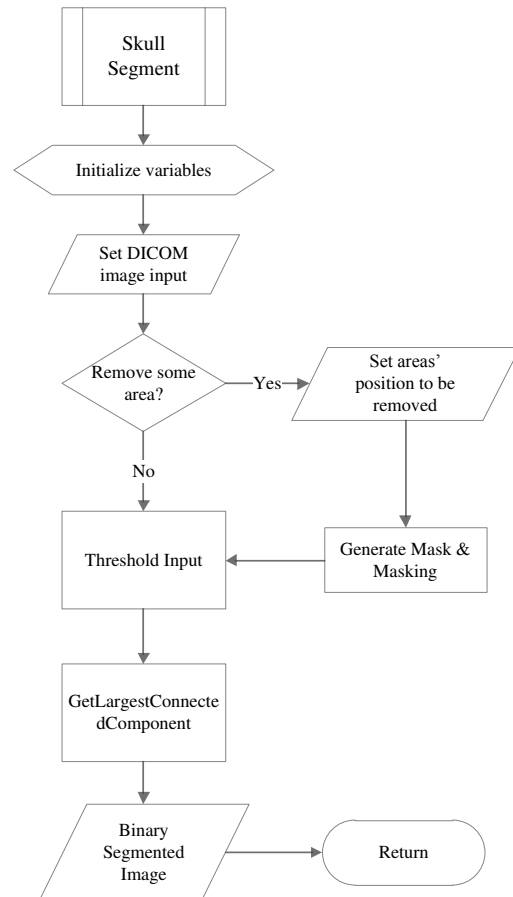 Skull
Segment
Initialize variables
Set DICOM
image input
Remove some
area?
Yes
Set areas'
position to be
removed
No
Threshold Input
Generate Mask &
Masking
GetLargestConnecte
dComponent
Binary
Segmented
Image
Return